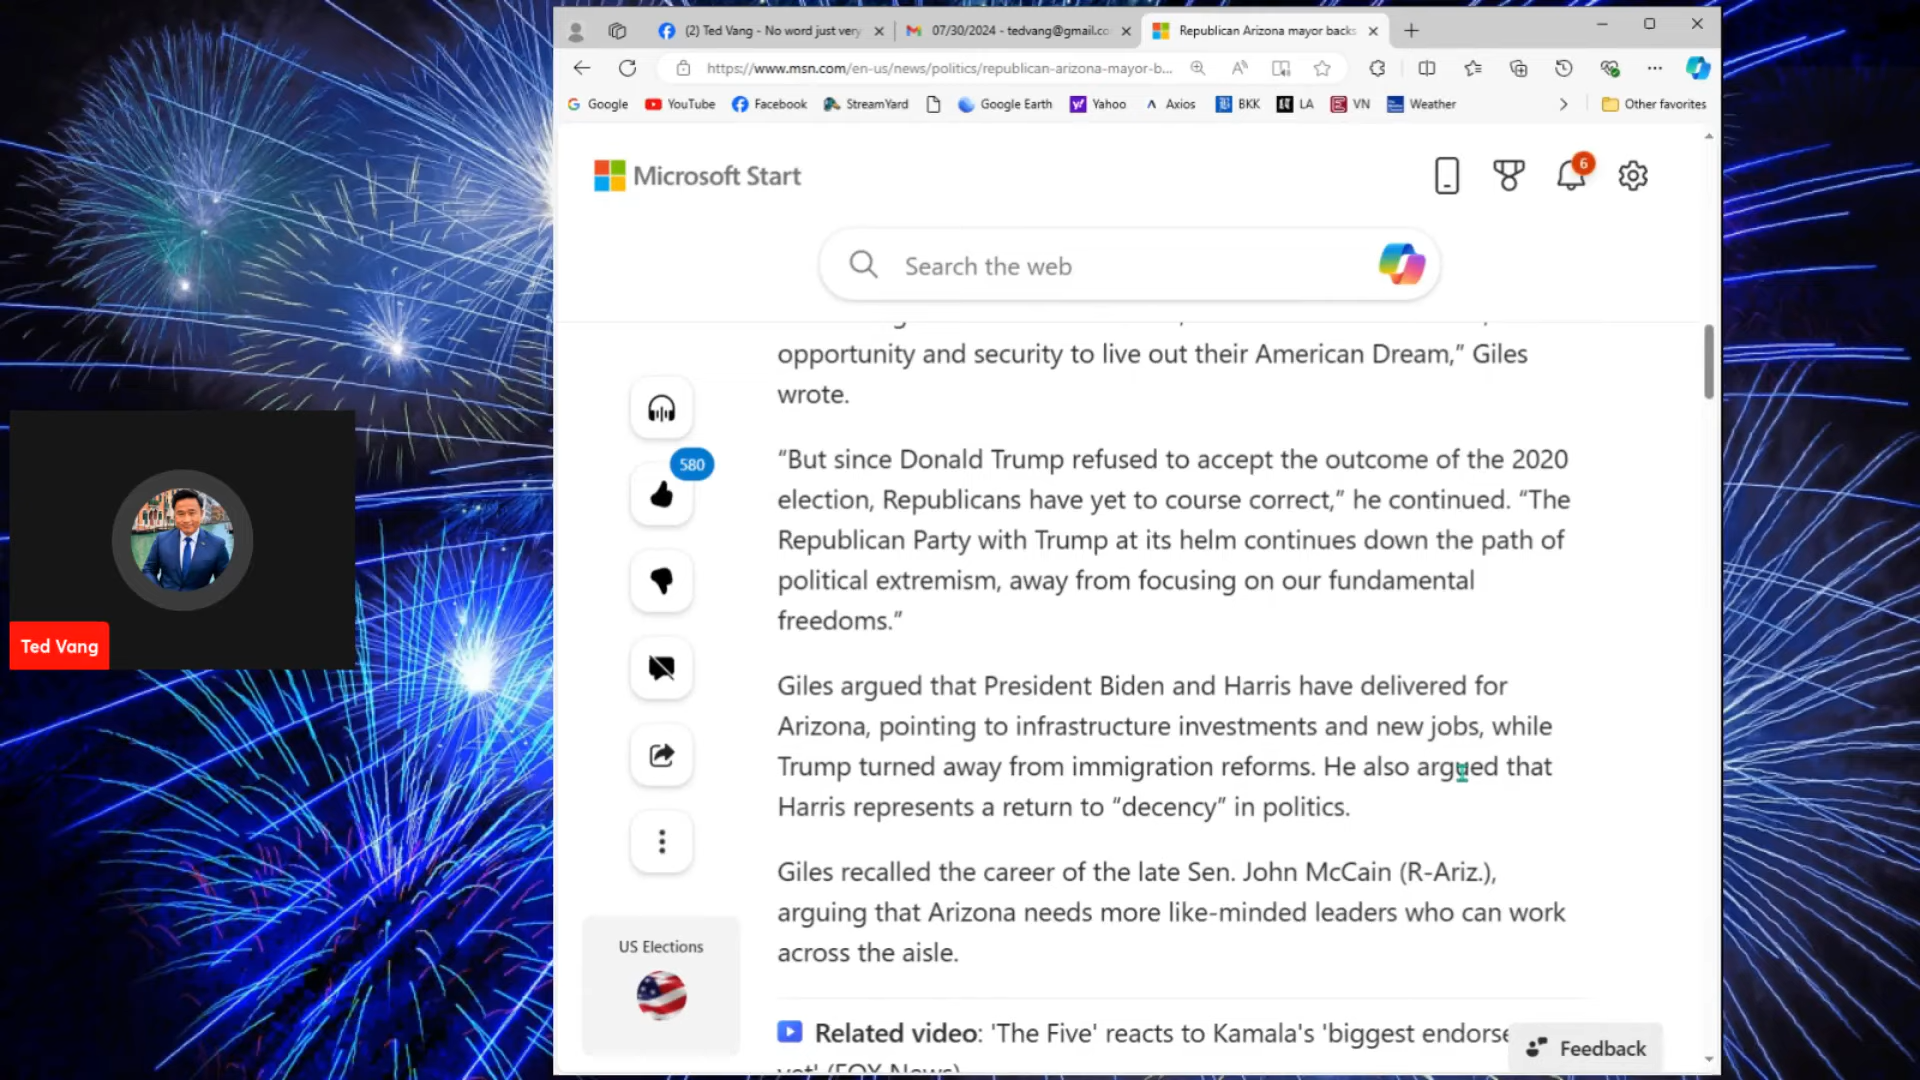 (2) Ted Vang - No word just very
07/30/2024 - tedvang@gmail.co
Republican Arizona mayor backs
https://www.msn.com/en-us/news/politics/republican-arizona-mayor-b...
Google
YouTube
Facebook
StreamYard
Google Earth
Yahoo
Axios
BKK
LA
VN
Weather
Other favorites
Microsoft Start
6
Search the web
opportunity and security to live out their American Dream,” Giles
wrote.
580
“But since Donald Trump refused to accept the outcome of the 2020
election, Republicans have yet to course correct,” he continued. “The
Republican Party with Trump at its helm continues down the path of
political extremism, away from focusing on our fundamental
freedoms.”
Ted Vang
Giles argued that President Biden and Harris have delivered for
Arizona, pointing to infrastructure investments and new jobs, while
Trump turned away from immigration reforms. He also argued that
Harris represents a return to “decency” in politics.
Giles recalled the career of the late Sen. John McCain (R-Ariz.),
arguing that Arizona needs more like-minded leaders who can work
across the aisle.
US Elections
Related video: 'The Five' reacts to Kamala's 'biggest endorse
yet' (FOX News)
Feedback